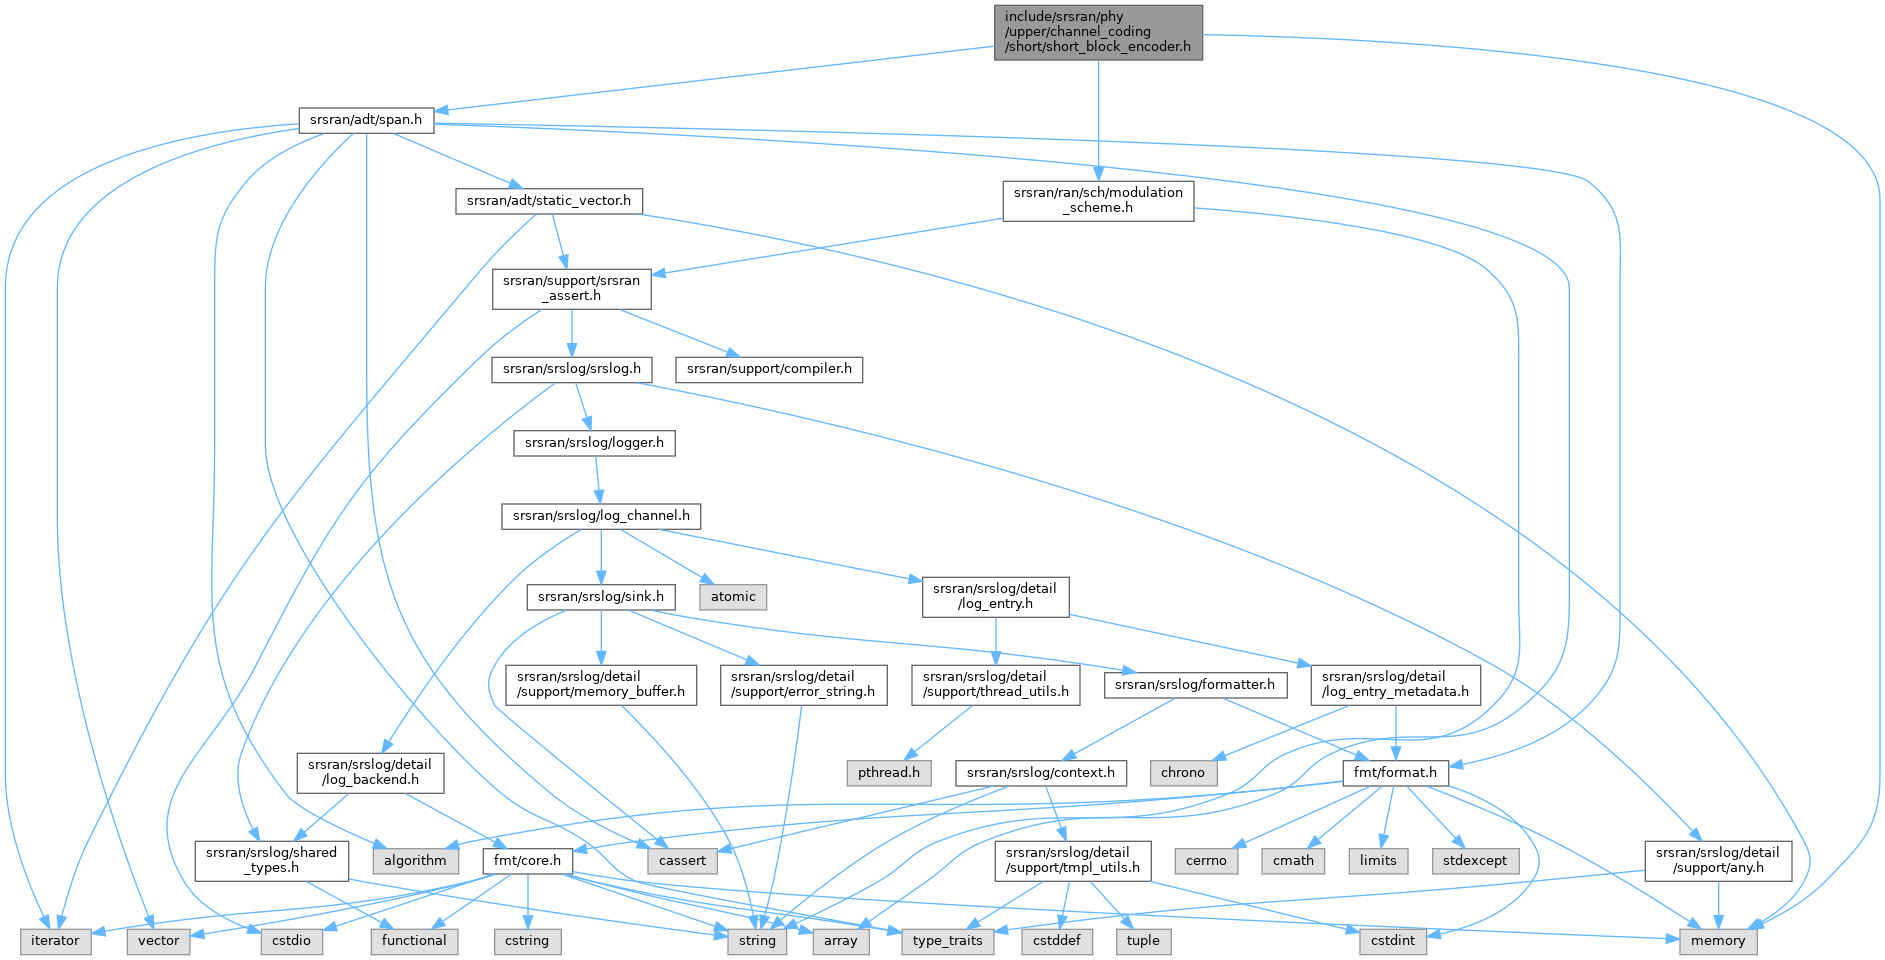 include/srsran/phy
/upper/channel_coding
/short/short_block_encoder.h
srsran/adt/span.h
srsran/adt/static_vector.h
srsran/ran/sch/modulation
_scheme.h
srsran/support/srsran
_assert.h
srsran/srslog/srslog.h
srsran/support/compiler.h
srsran/srslog/logger.h
srsran/srslog/log_channel.h
srsran/srslog/sink.h
atomic
srsran/srslog/detail
/log_entry.h
srsran/srslog/detail
/support/memory_buffer.h
srsran/srslog/detail
/support/error_string.h
srsran/srslog/detail
/support/thread_utils.h
srsran/srslog/formatter.h
srsran/srslog/detail
/log_entry_metadata.h
srsran/srslog/detail
/log_backend.h
pthread.h
srsran/srslog/context.h
chrono
fmt/format.h
srsran/srslog/shared
_types.h
algorithm
fmt/core.h
cassert
srsran/srslog/detail
/support/tmpl_utils.h
cerrno
cmath
limits
stdexcept
srsran/srslog/detail
/support/any.h
iterator
vector
cstdio
functional
cstring
string
array
type_traits
cstddef
tuple
cstdint
memory